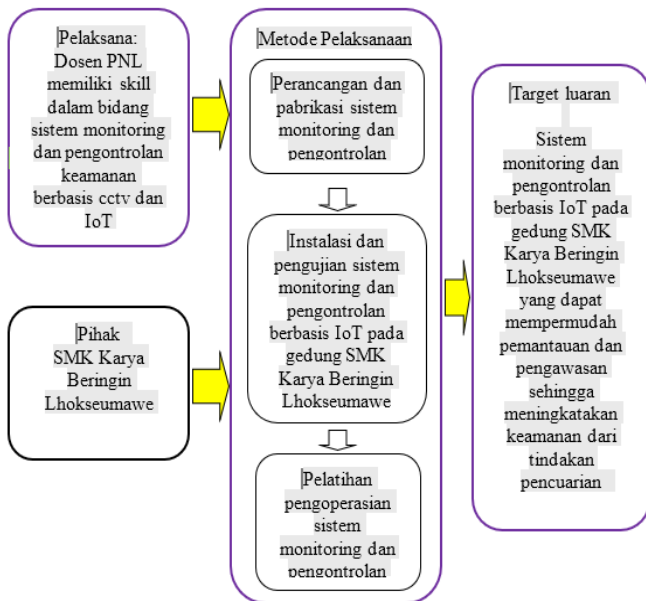 Pelaksana:
Dosen PNL
memiliki skill
dalam bidang
sistem monitoring
dan pengontrolan
keamanan
berbasis cctv dan
IoT
Pihak
SMK Karya
Beringin
Lhokseumawe
Metode Pelaksanaan
Perancangan dan
pabrikasi sistem
monitoring dan
pengontrolan
Instalasi dan
pengujian sistem
monitoring dan
pengontrolan
berbasis IoT pada
gedung SMK
Karya Beringin
Lhokseumawe
Pelatihan
pengoperasian
sistem
monitoring dan
pengontrolan
Target luaran
Sistem
monitoring dan
pengontrolan
berbasis IoT pada
gedung SMK
Karya Beringin
Lhokseumawe
yang dapat
mempermudah
pemantauan dan
pengawasan
sehingga
meningkatakan
keamanan dari
tindakan
pencuarian